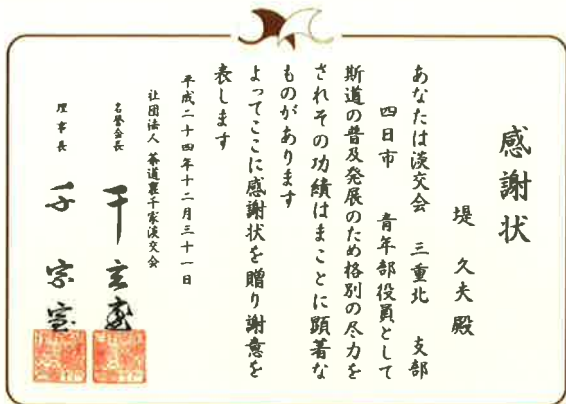 感謝状
堤 久夫 殿
あなたは淡交会 三重北 支部
四日市 青年部役員として
斯道の普及発展のため格別の尽力を
されその功績はまことに顕著な
ものがあります
よってここに感謝状を贈り謝意を
表します
平成二十四年十二月三十一日
社団法人 茶道裏千家淡交会
名誉会長 千玄室
理事長 千宗室